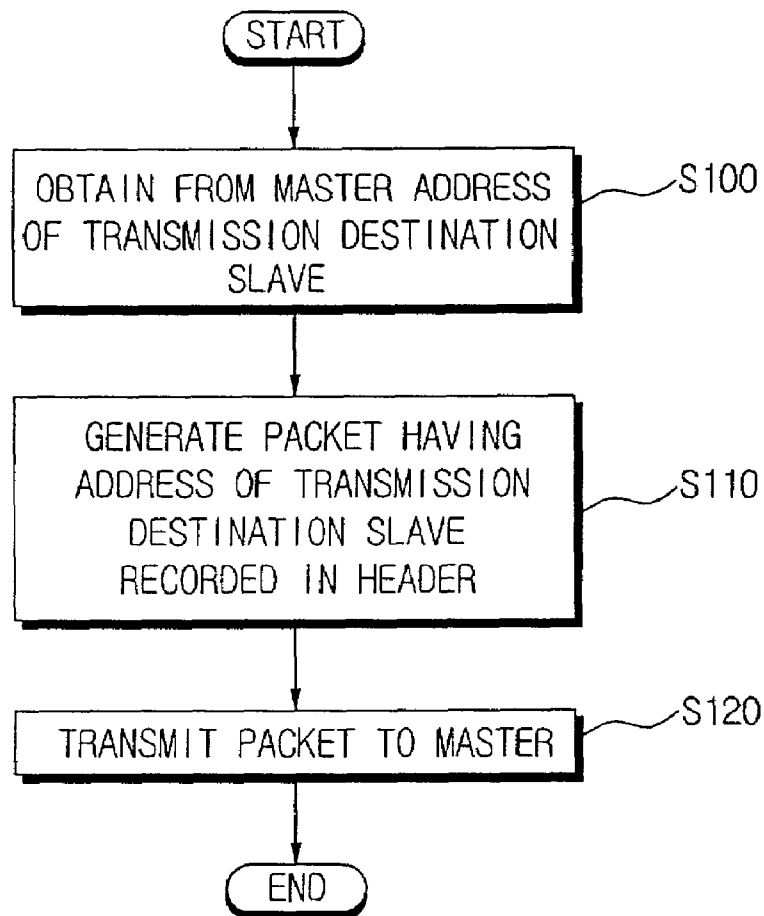 START
OBTAIN FROM MASTER ADDRESS
OF TRANSMISSION DESTINATION
SLAVE
S100
GENERATE PACKET HAVING
ADDRESS OF TRANSMISSION
DESTINATION SLAVE
RECORDED IN HEADER
S110
TRANSMIT PACKET TO MASTER
S120
END